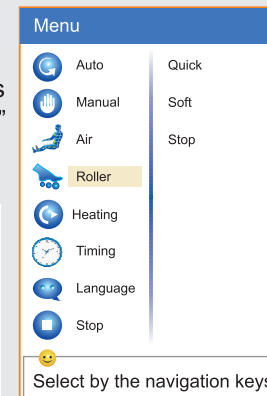 Menu
Auto
Quick
Manual
Soft
Air
Stop
Roller
Heating
Timing
Language
Stop
Select by the navigation keys